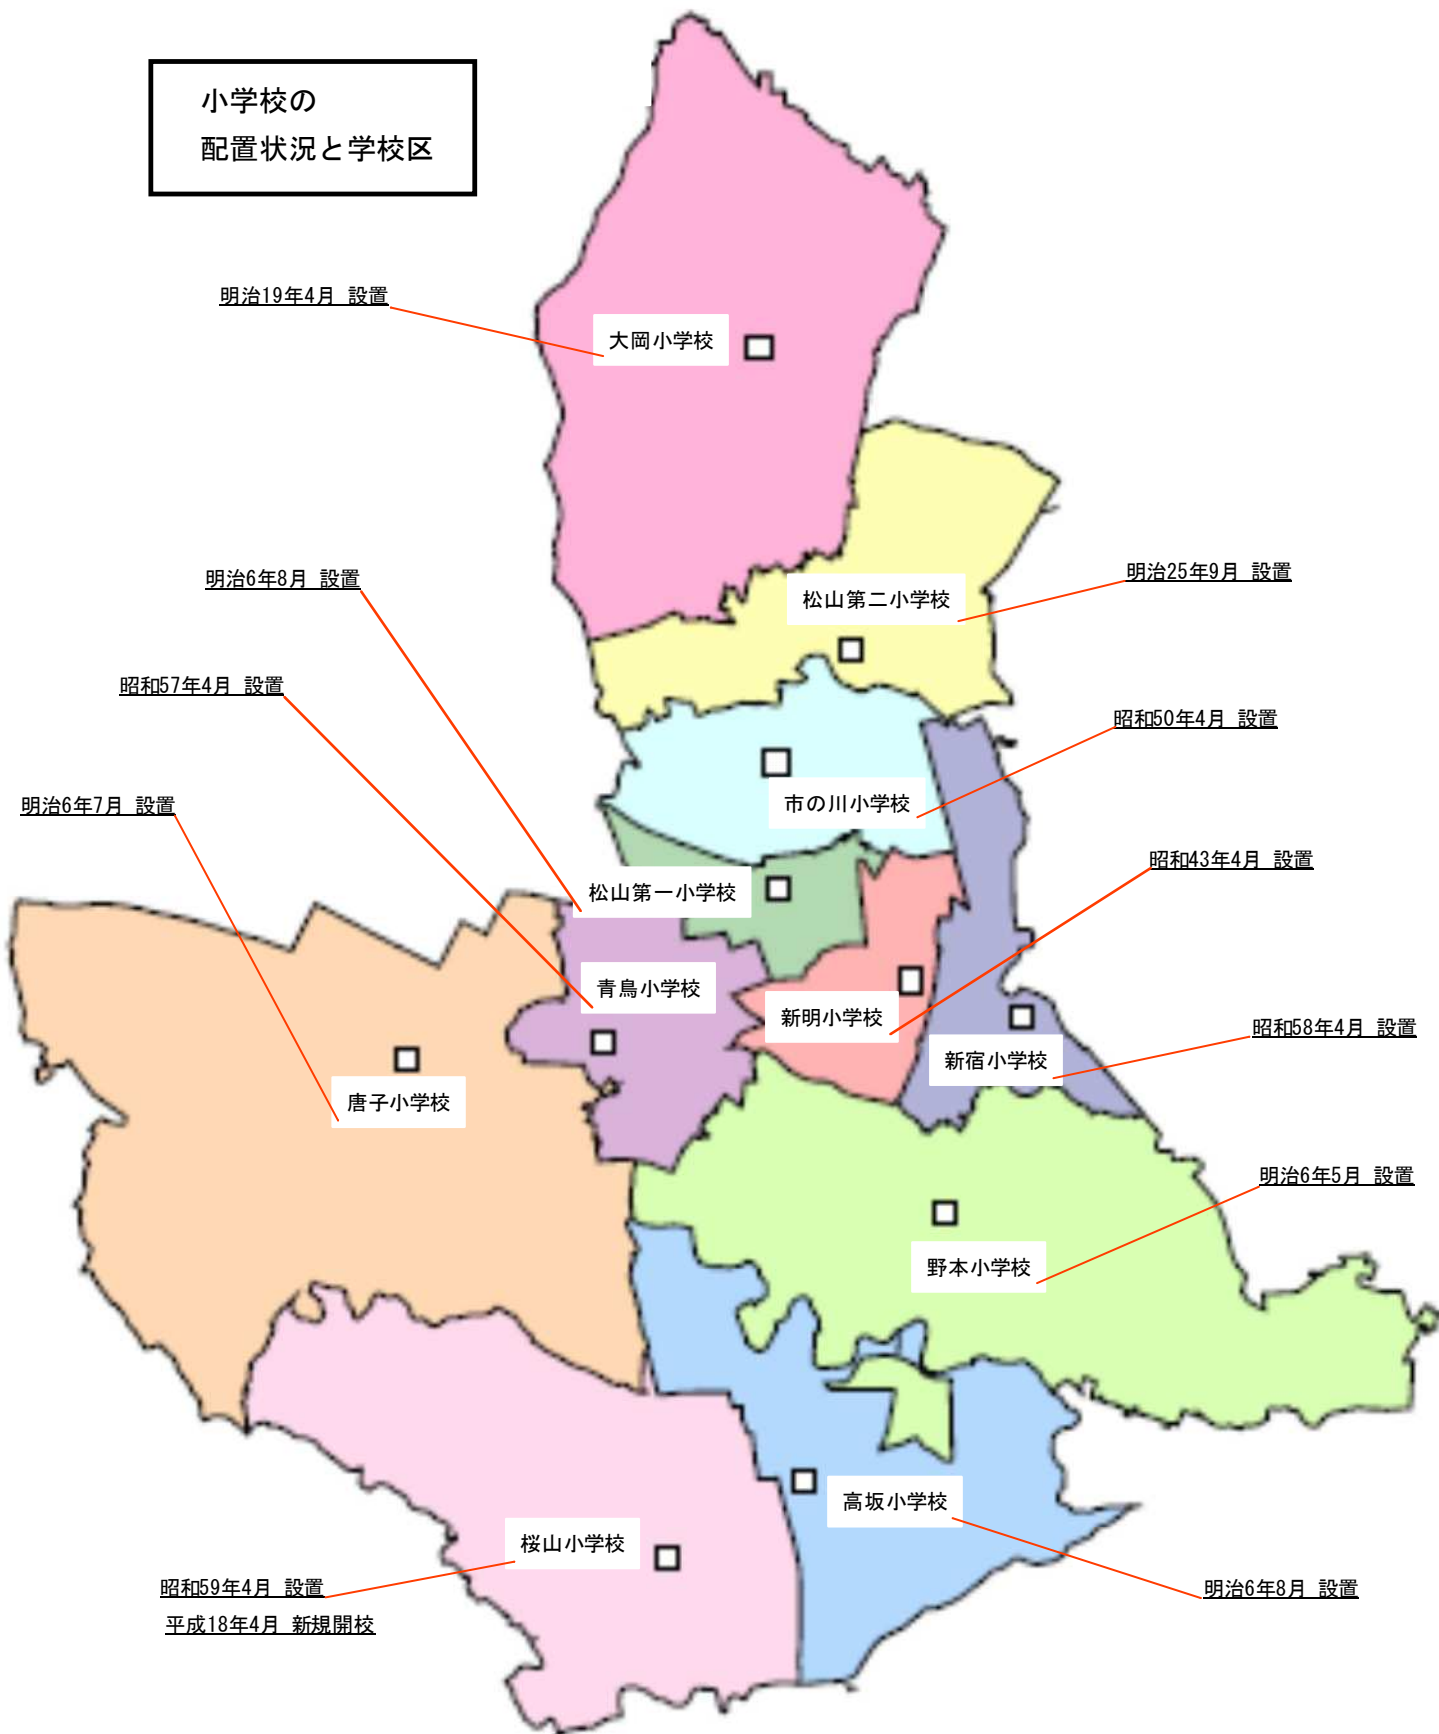 小学校の
配置状況と学校区
明治19年4月 設置
大岡小学校
明治6年8月 設置
明治25年9月 設置
松山第二小学校
昭和57年4月 設置
昭和50年4月 設置
明治6年7月 設置
市の川小学校
昭和43年4月 設置
松山第一小学校
青鳥小学校
新明小学校
昭和58年4月 設置
新宿小学校
唐子小学校
明治6年5月 設置
野本小学校
高坂小学校
桜山小学校
昭和59年4月 設置
明治6年8月 設置
平成18年4月 新規開校